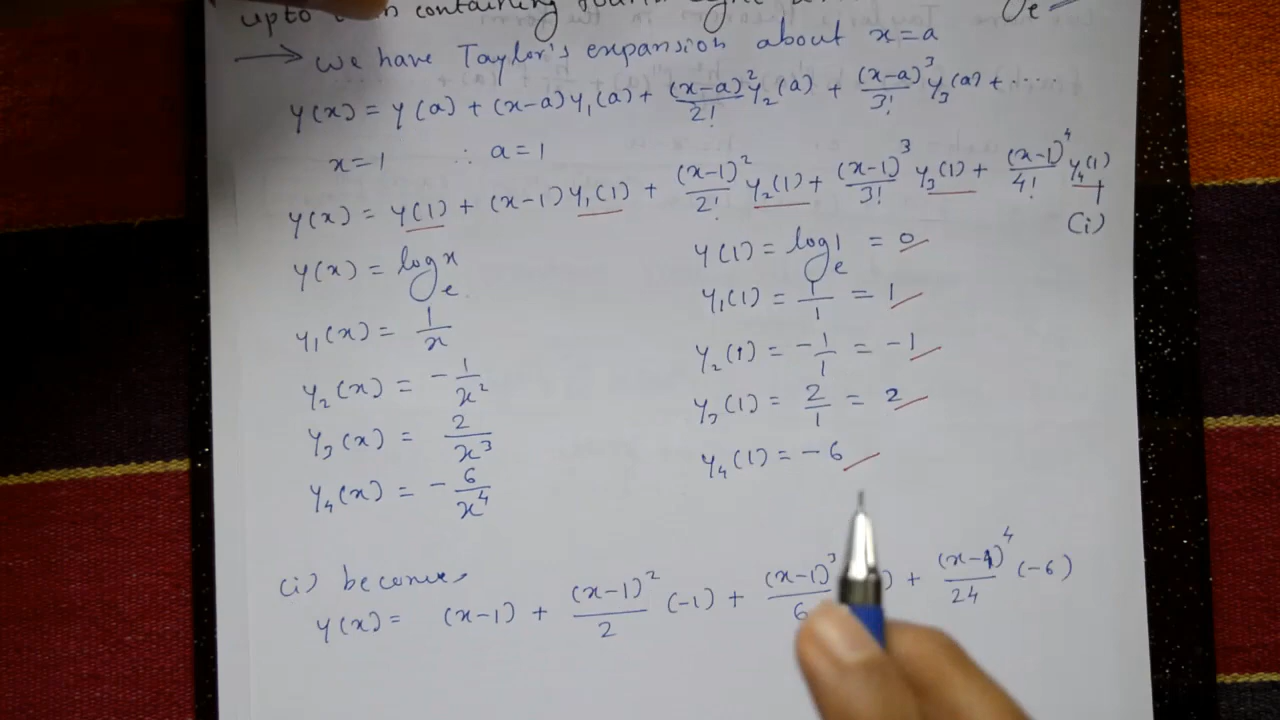 upto containing
e
→ we have Taylor's expansion about x=a
y(x) = y(a) + (x-a)y₁(a) + (x-a)²/2! y₂(a) + (x-a)³/3! y₃(a) + ....
x=1 ∴ a=1
y(x) = y(1) + (x-1)y₁(1) + (x-1)²/2! y₂(1) + (x-1)³/3! y₃(1) + (x-1)⁴/4! y₄(1)
(i)
y(x) = logₑx
y(1) = logₑ1 = 0
y₁(x) = 1/x
y₁(1) = 1/1 = 1
y₂(x) = -1/x²
y₂(1) = -1/1 = -1
y₃(x) = 2/x³
y₃(1) = 2/1 = 2
y₄(x) = -6/x⁴
y₄(1) = -6
(i) becomes
y(x) = (x-1) + (x-1)²/2 (-1) + (x-1)³/6 ) + (x-1)⁴/24 (-6)